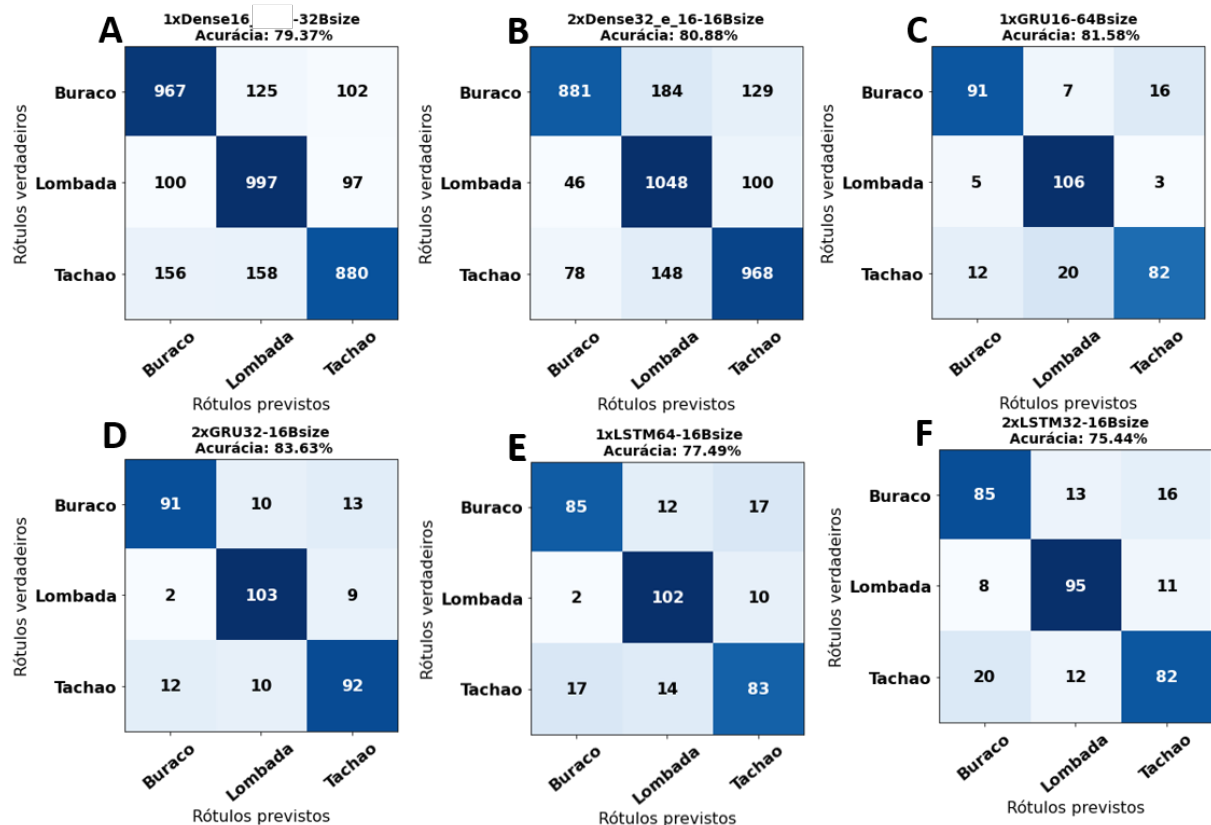 A
1xDense16_ -32Bsize
Acurácia: 79.37%
Rótulos verdadeiros
Buraco
967 125 102
Lombada
100 997 97
Tachao
156 158 880
Buraco Lombada Tachao
Rótulos previstos
B
2xDense32_e_16-16Bsize
Acurácia: 80.88%
Rótulos verdadeiros
Buraco
881 184 129
Lombada
46 1048 100
Tachao
78 148 968
Buraco Lombada Tachao
Rótulos previstos
C
1xGRU16-64Bsize
Acurácia: 81.58%
Rótulos verdadeiros
Buraco
91 7 16
Lombada
5 106 3
Tachao
12 20 82
Buraco Lombada Tachao
Rótulos previstos
D
2xGRU32-16Bsize
Acurácia: 83.63%
Rótulos verdadeiros
Buraco
91 10 13
Lombada
2 103 9
Tachao
12 10 92
Buraco Lombada Tachao
Rótulos previstos
E
1xLSTM64-16Bsize
Acurácia: 77.49%
Rótulos verdadeiros
Buraco
85 12 17
Lombada
2 102 10
Tachao
17 14 83
Buraco Lombada Tachao
Rótulos previstos
F
2xLSTM32-16Bsize
Acurácia: 75.44%
Rótulos verdadeiros
Buraco
85 13 16
Lombada
8 95 11
Tachao
20 12 82
Buraco Lombada Tachao
Rótulos previstos